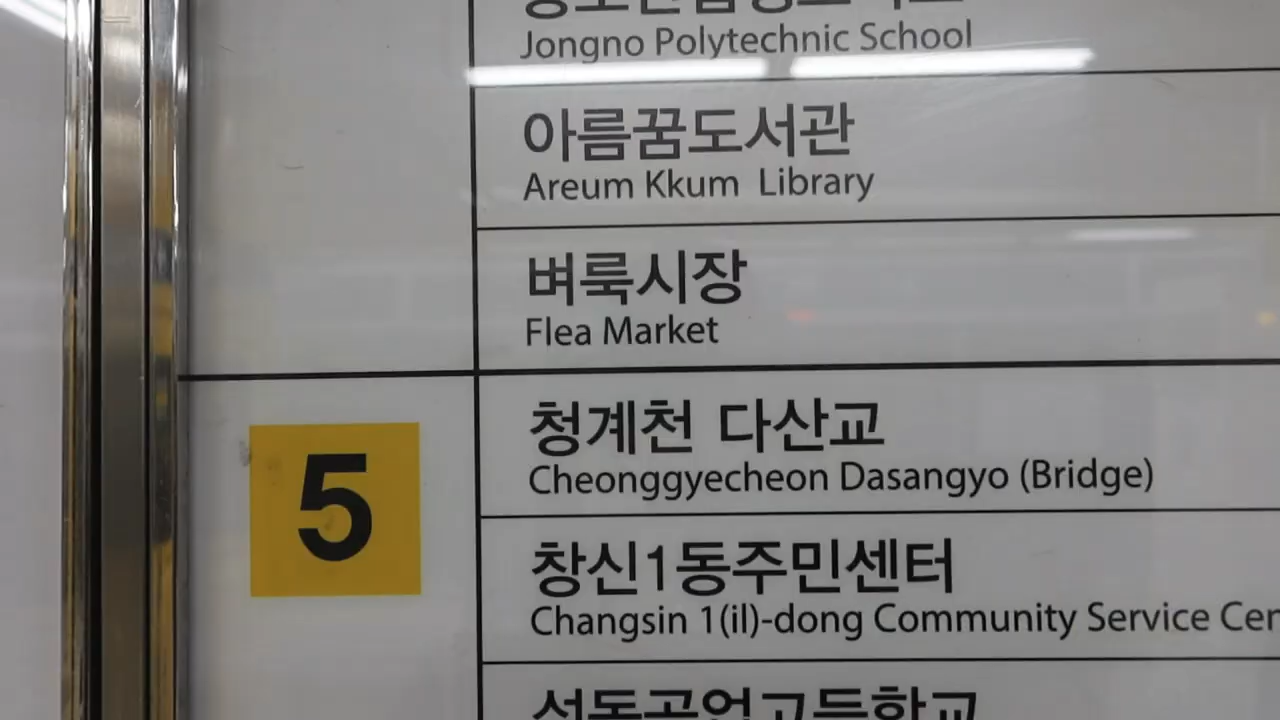 Jongno Polytechnic School
아름꿈도서관
Areum Kkum Library
벼룩시장
Flea Market
5
청계천 다산교
Cheonggyecheon Dasangyo (Bridge)
창신1동주민센터
Changsin 1(il)-dong Community Service Cer